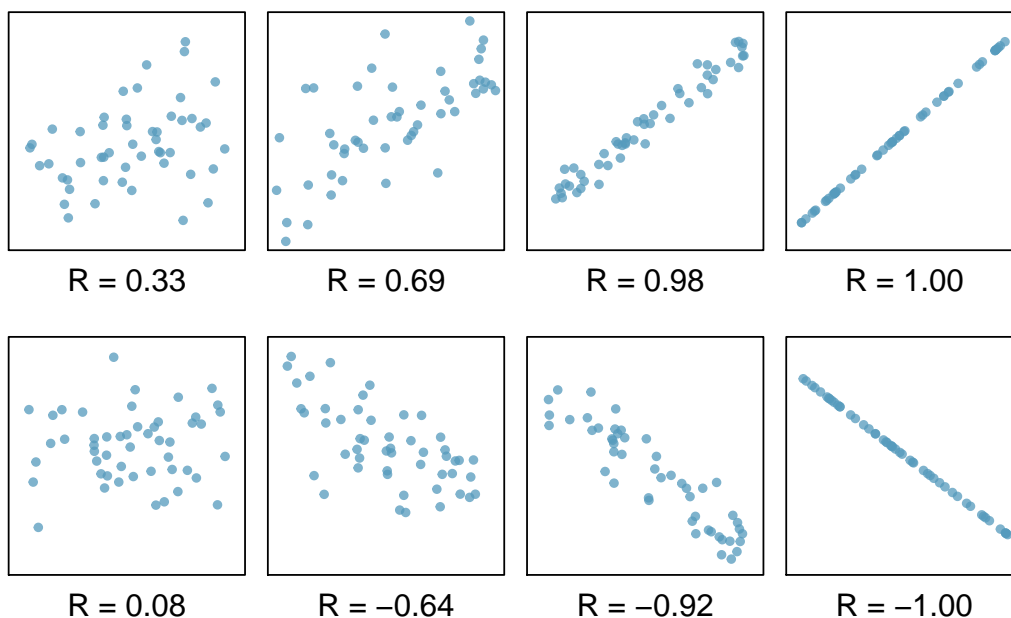 R = 0.33
R = 0.69
R = 0.98
R = 1.00
R = 0.08
R = −0.64
R = −0.92
R = −1.00